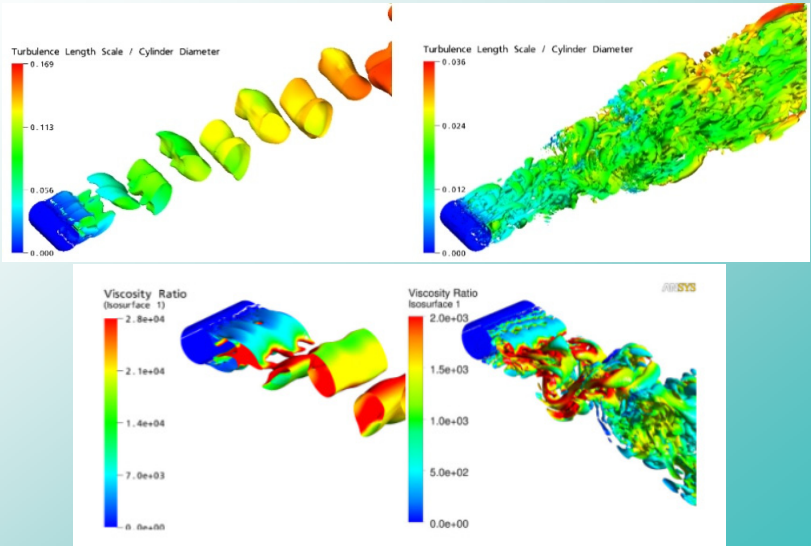 Turbulence Length Scale / Cylinder Diameter
0.169
0.113
0.056
0.000
Turbulence Length Scale / Cylinder Diameter
0.036
0.024
0.012
0.000
Viscosity Ratio
(Isosurface 1)
2.8e+04
2.1e+04
1.4e+04
7.0e+03
0.0e+00
Viscosity Ratio
Isosurface 1
2.0e+03
1.5e+03
1.0e+03
5.0e+02
0.0e+00
ANSYS